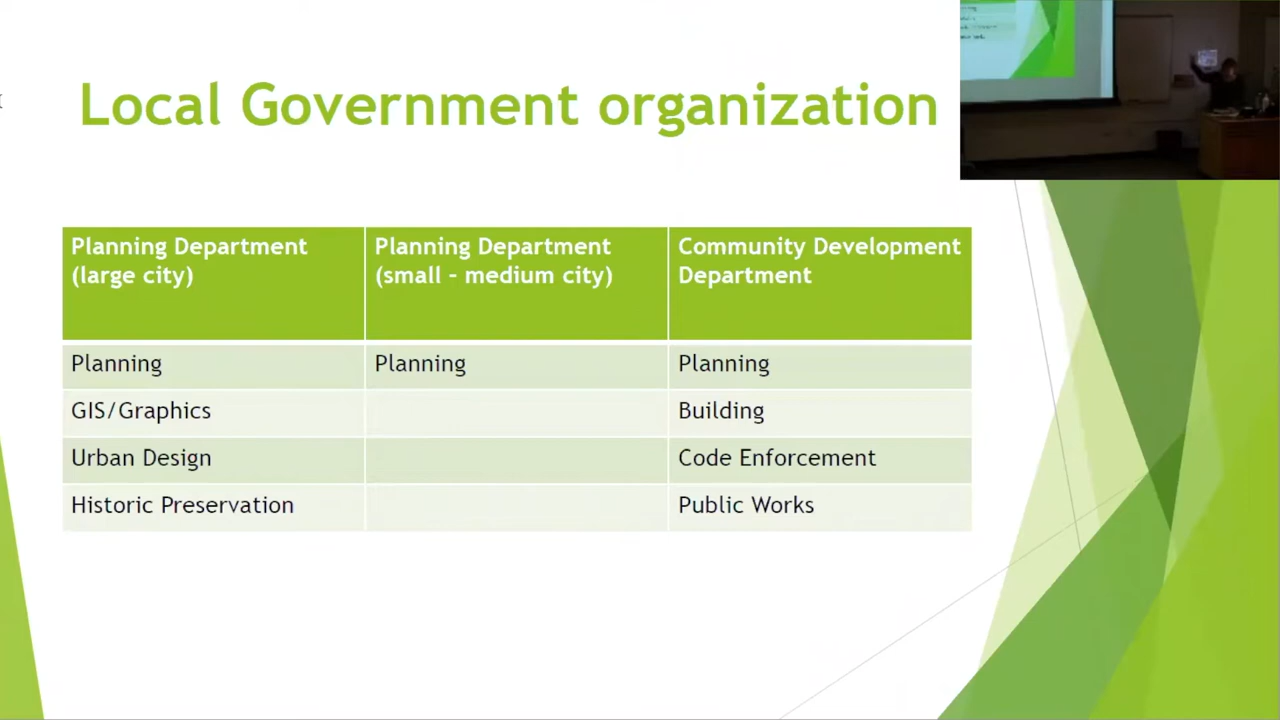 Local Government organization
Planning Department
(large city)
Planning Department
(small - medium city)
Community Development
Department
Planning
Planning
Planning
GIS/Graphics
Building
Urban Design
Code Enforcement
Historic Preservation
Public Works